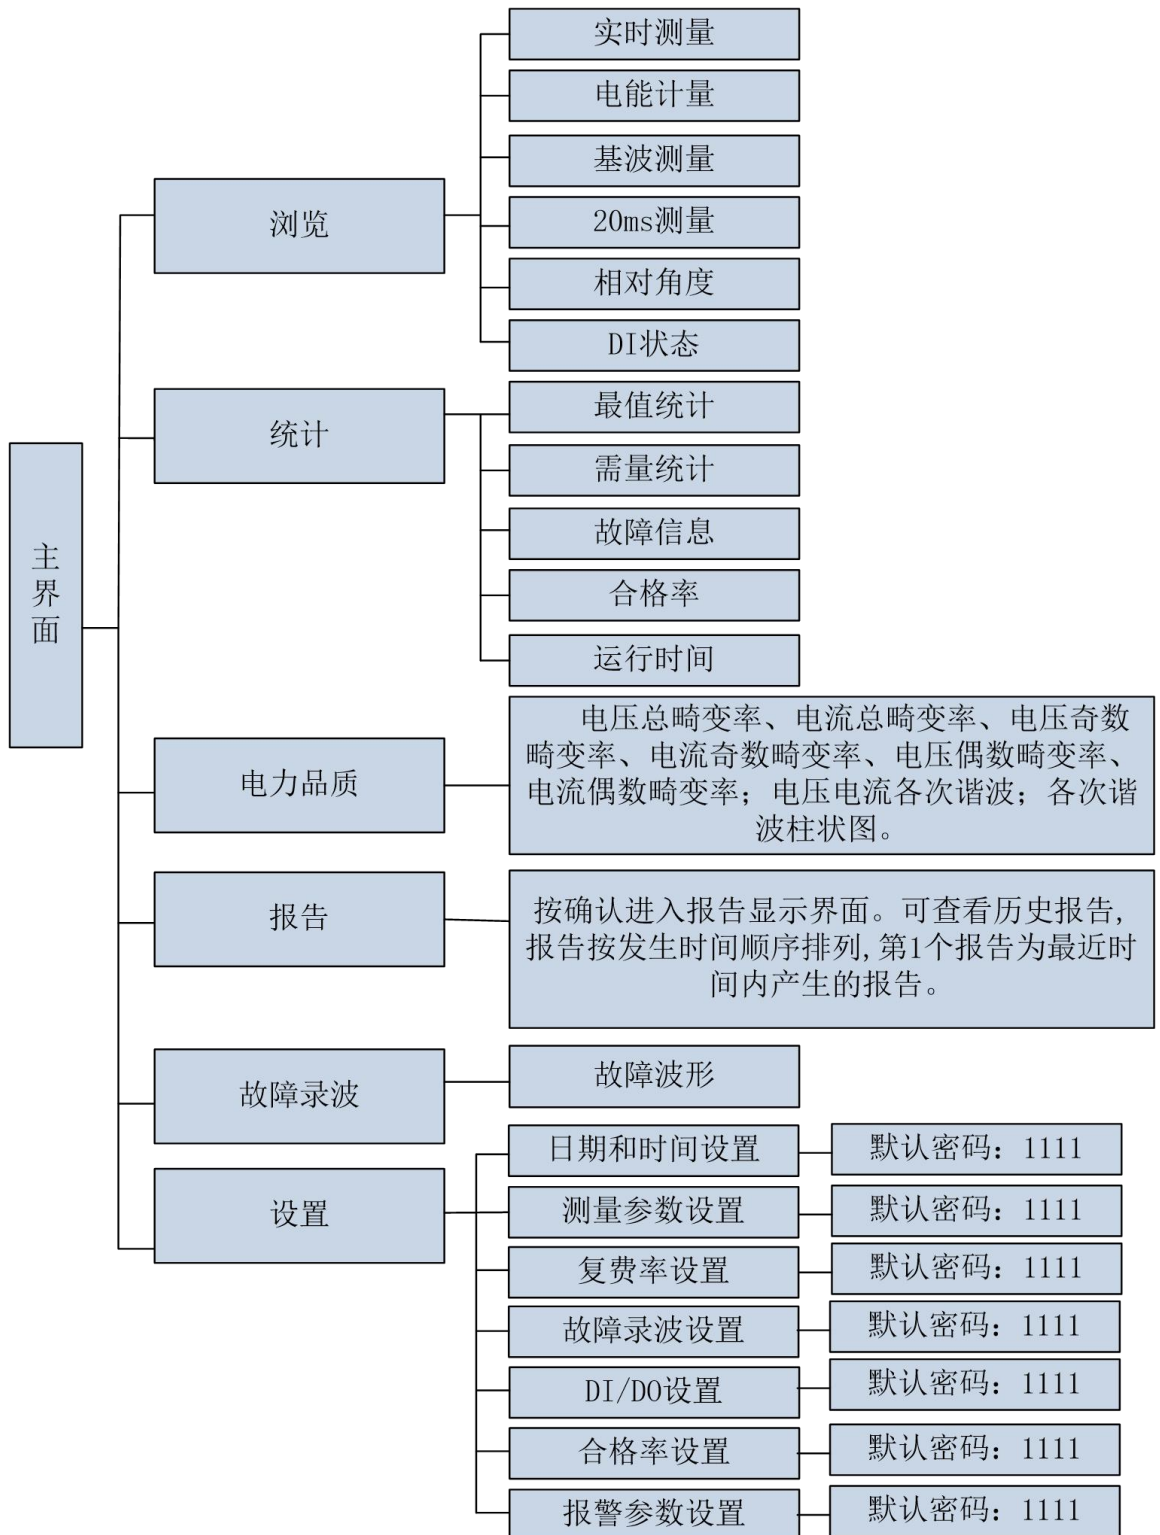 主界面
浏览
实时测量
电能计量
基波测量
20ms测量
相对角度
DI状态
统计
最值统计
需量统计
故障信息
合格率
运行时间
电力品质
电压总畸变率、电流总畸变率、电压奇数
畸变率、电流奇数畸变率、电压偶数畸变率、
电流偶数畸变率；电压电流各次谐波；各次谐
波柱状图。
报告
按确认进入报告显示界面。可查看历史报告,
报告按发生时间顺序排列,第1个报告为最近时
间内产生的报告。
故障录波
故障波形
设置
日期和时间设置
默认密码：1111
测量参数设置
默认密码：1111
复费率设置
默认密码：1111
故障录波设置
默认密码：1111
DI/DO设置
默认密码：1111
合格率设置
默认密码：1111
报警参数设置
默认密码：1111